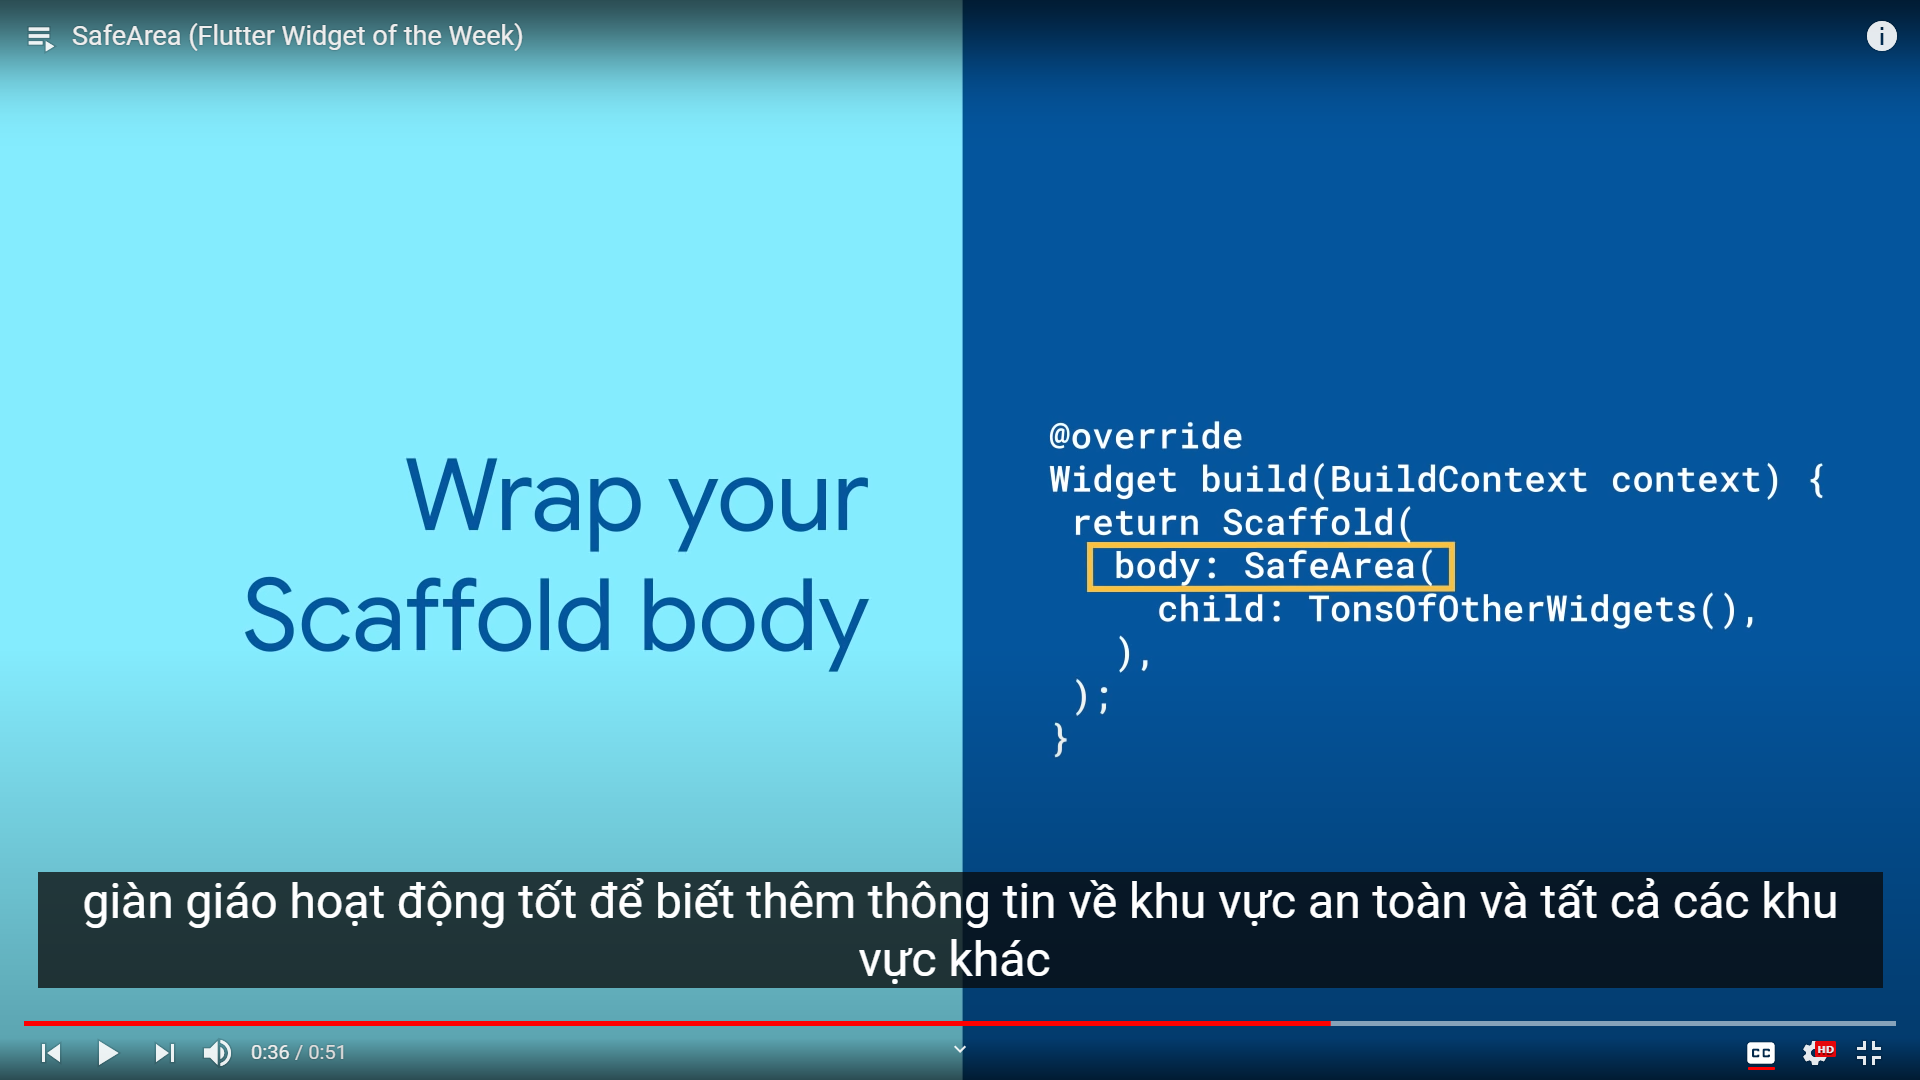 SafeArea (Flutter Widget of the Week)
i
Wrap your
Scaffold body
@override
Widget build(BuildContext context) {
return Scaffold(
body: SafeArea(
child: TonsOfOtherWidgets(),
),
);
}
giàn giáo hoạt động tốt để biết thêm thông tin về khu vực an toàn và tất cả các khu
vực khác
0:36 / 0:51
CC
HD